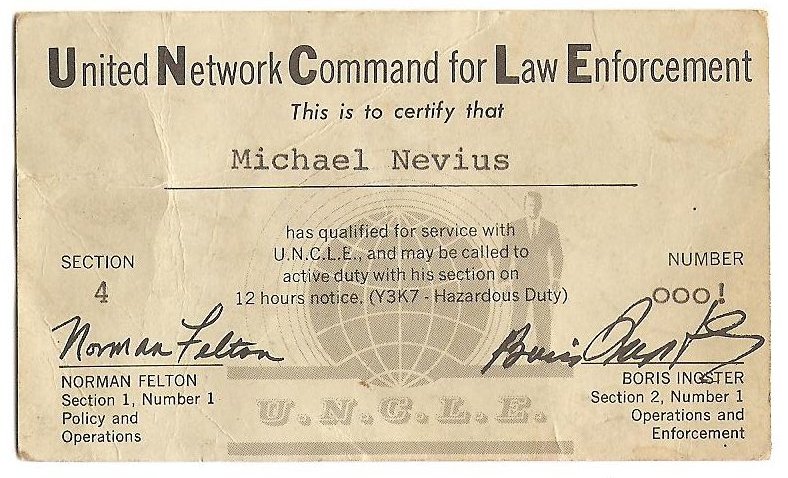 United Network Command for Law Enforcement
This is to certify that
Michael Nevius
has qualified for service with
U.N.C.L.E., and may be called to
active duty with his section on
12 hours notice. (Y3K7 - Hazardous Duty)
SECTION
4
NUMBER
000!
Norman Felton
Boris Ingster
NORMAN FELTON
Section 1, Number 1
Policy and
Operations
BORIS INGSTER
Section 2, Number 1
Operations and
Enforcement
U.N.C.L.E.